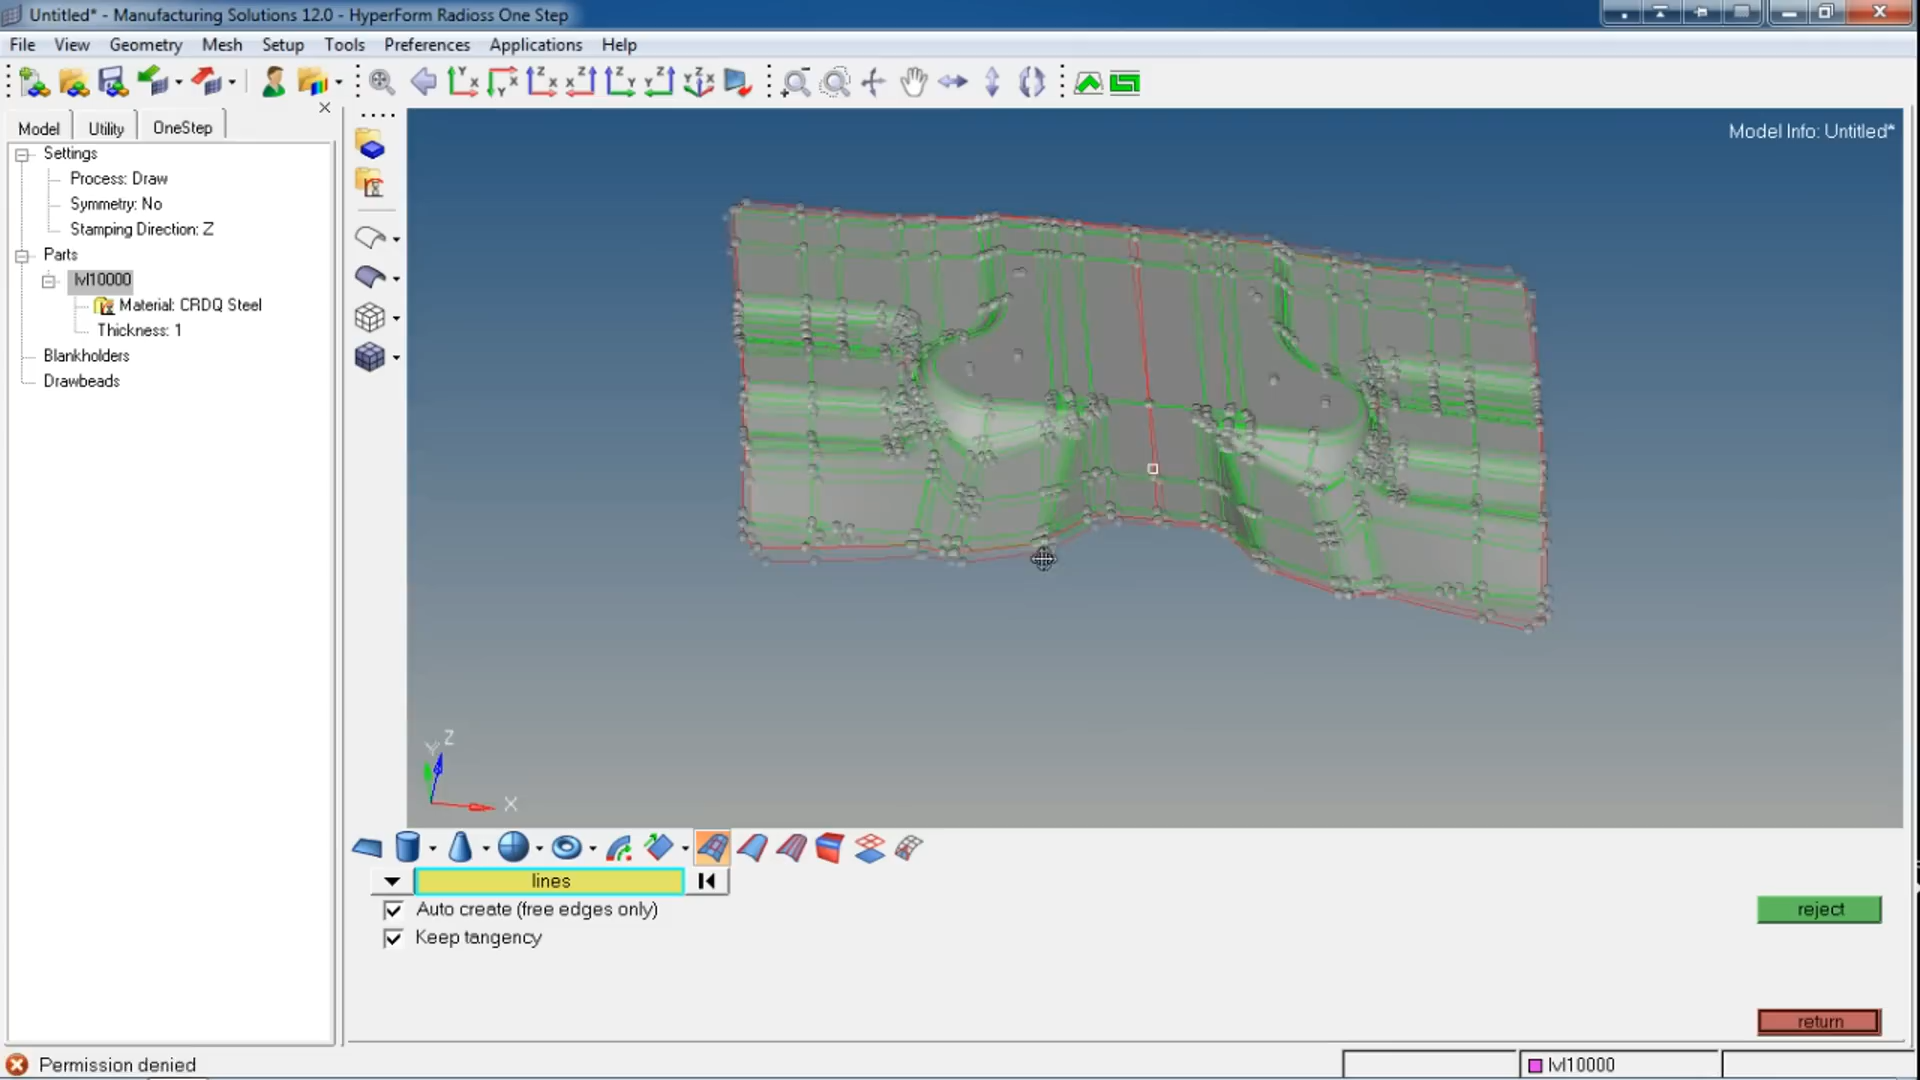 Untitled* - Manufacturing Solutions 12.0 - HyperForm Radioss One Step
File View Geometry Mesh Setup Tools Preferences Applications Help
Model Utility OneStep
Settings
Process: Draw
Symmetry: No
Stamping Direction: Z
Parts
lvl10000
Material: CRDQ Steel
Thickness: 1
Blankholders
Drawbeads
Model Info: Untitled*
Z
Y
X
lines
Auto create (free edges only)
Keep tangency
reject
return
Permission denied
lvl10000